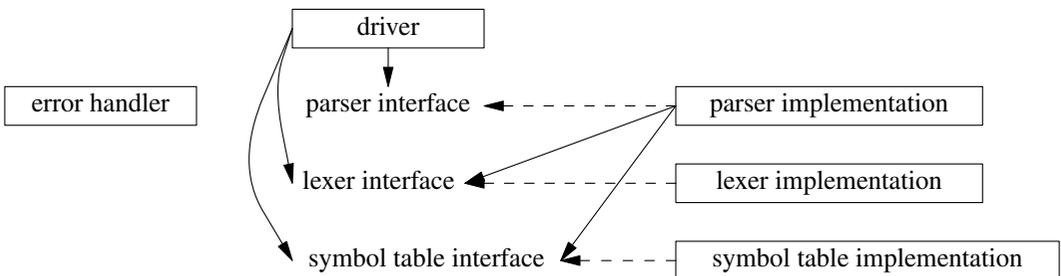 driver
error handler
parser interface
parser implementation
lexer interface
lexer implementation
symbol table interface
symbol table implementation